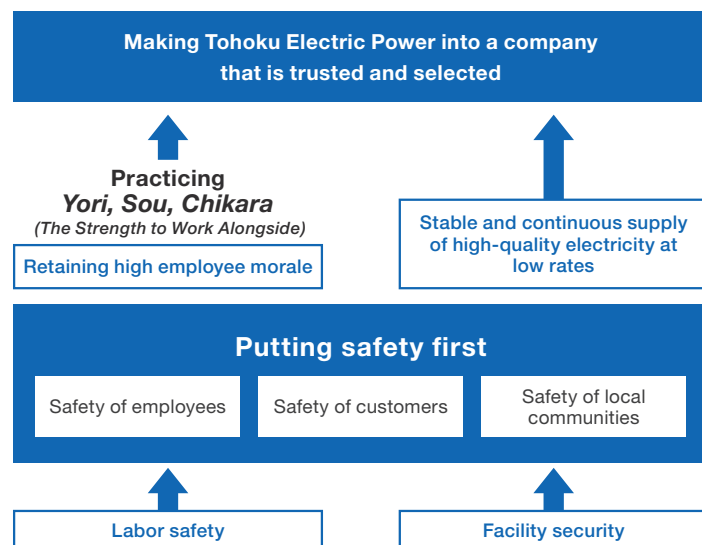 Making Tohoku Electric Power into a company
that is trusted and selected
Practicing
Yori, Sou, Chikara
(The Strength to Work Alongside)
Retaining high employee morale
Stable and continuous supply
of high-quality electricity at
low rates
Putting safety first
Safety of employees
Safety of customers
Safety of local
communities
Labor safety
Facility security